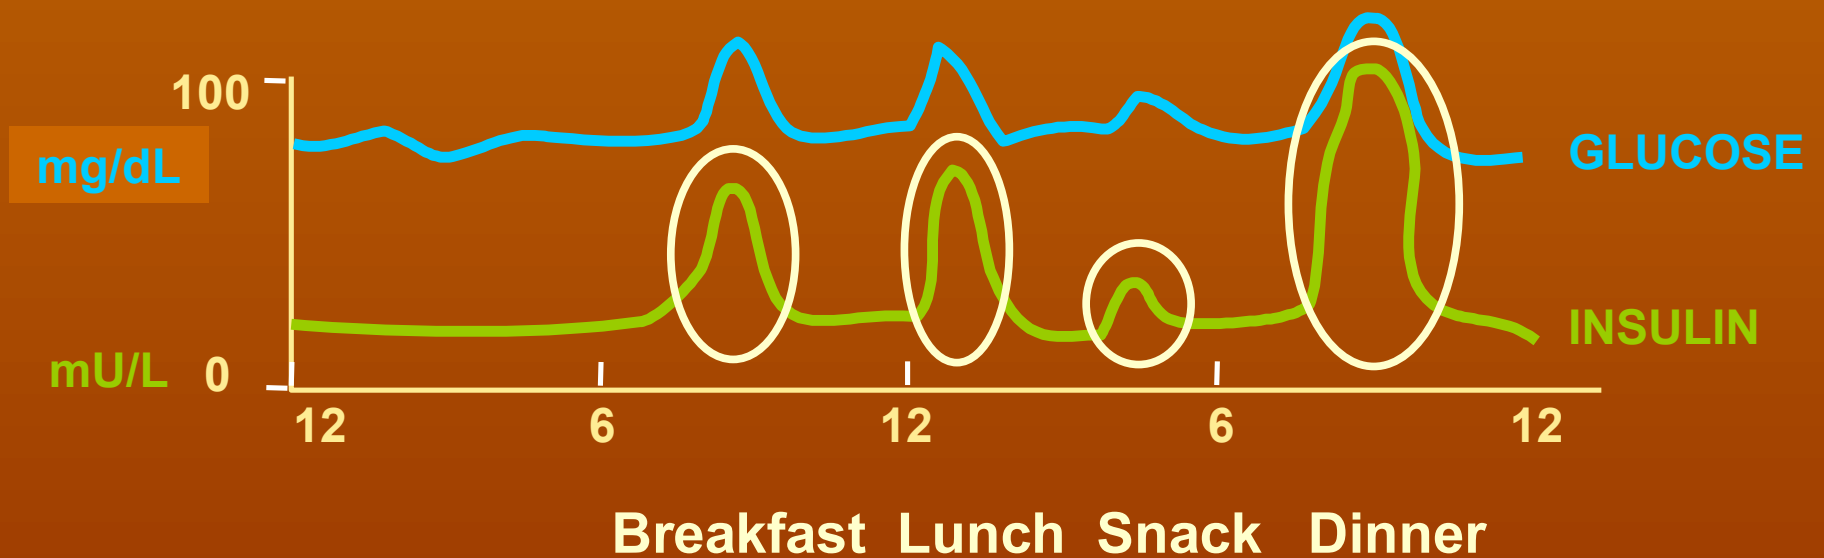 100
mg/dL
GLUCOSE
INSULIN
mU/L 0
12 6 12 6 12
Breakfast Lunch Snack Dinner